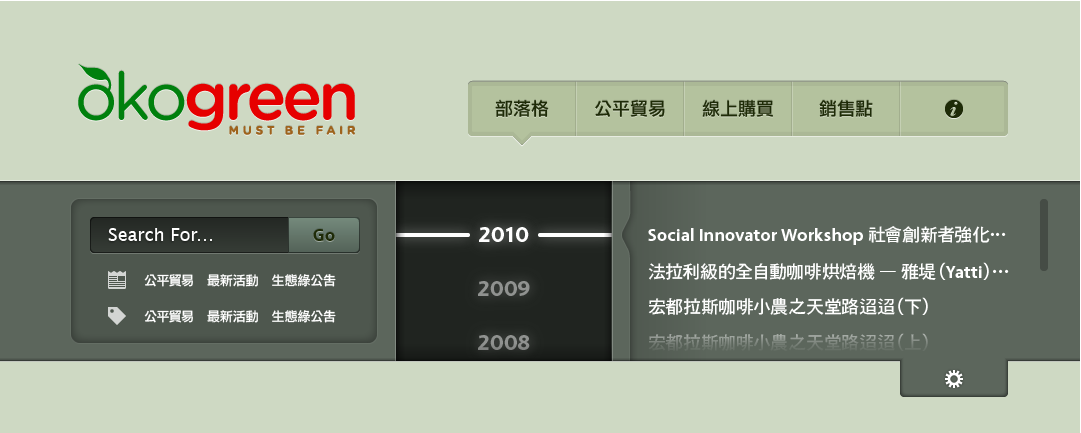 ökogreen
MUST BE FAIR
部落格 公平貿易 線上購買 銷售點
Search For... Go
公平貿易 最新活動 生態綠公告
公平貿易 最新活動 生態綠公告
2010
2009
2008
Social Innovator Workshop 社會創新者強化⋯
法拉利級的全自動咖啡烘焙機 — 雅堤（Yatti）⋯
宏都拉斯咖啡小農之天堂路迢迢（下）
宏都拉斯咖啡小農之天堂路迢迢（上）